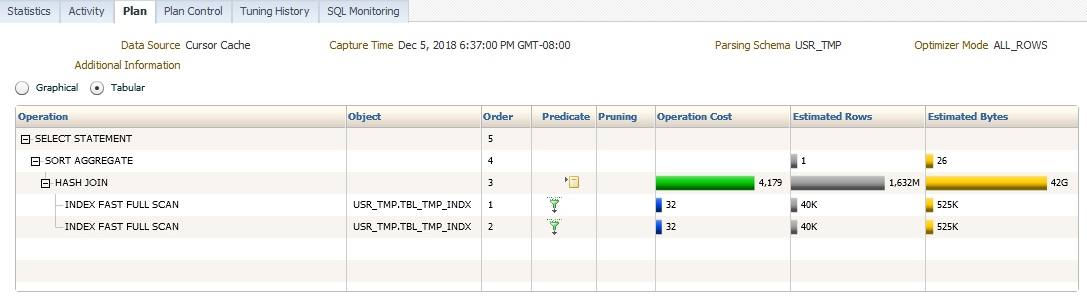 Statistics Activity Plan Plan Control Tuning History SQL Monitoring
Data Source Cursor Cache Capture Time Dec 5, 2018 6:37:00 PM GMT-08:00 Parsing Schema USR_TMP Optimizer Mode ALL_ROWS
Additional Information
Graphical Tabular
Operation Object Order Predicate Pruning Operation Cost Estimated Rows Estimated Bytes
SELECT STATEMENT 5
SORT AGGREGATE 4 1 26
HASH JOIN 3 4,179 1,632M 42G
INDEX FAST FULL SCAN USR_TMP.TBL_TMP_INDX 1 32 40K 525K
INDEX FAST FULL SCAN USR_TMP.TBL_TMP_INDX 2 32 40K 525K